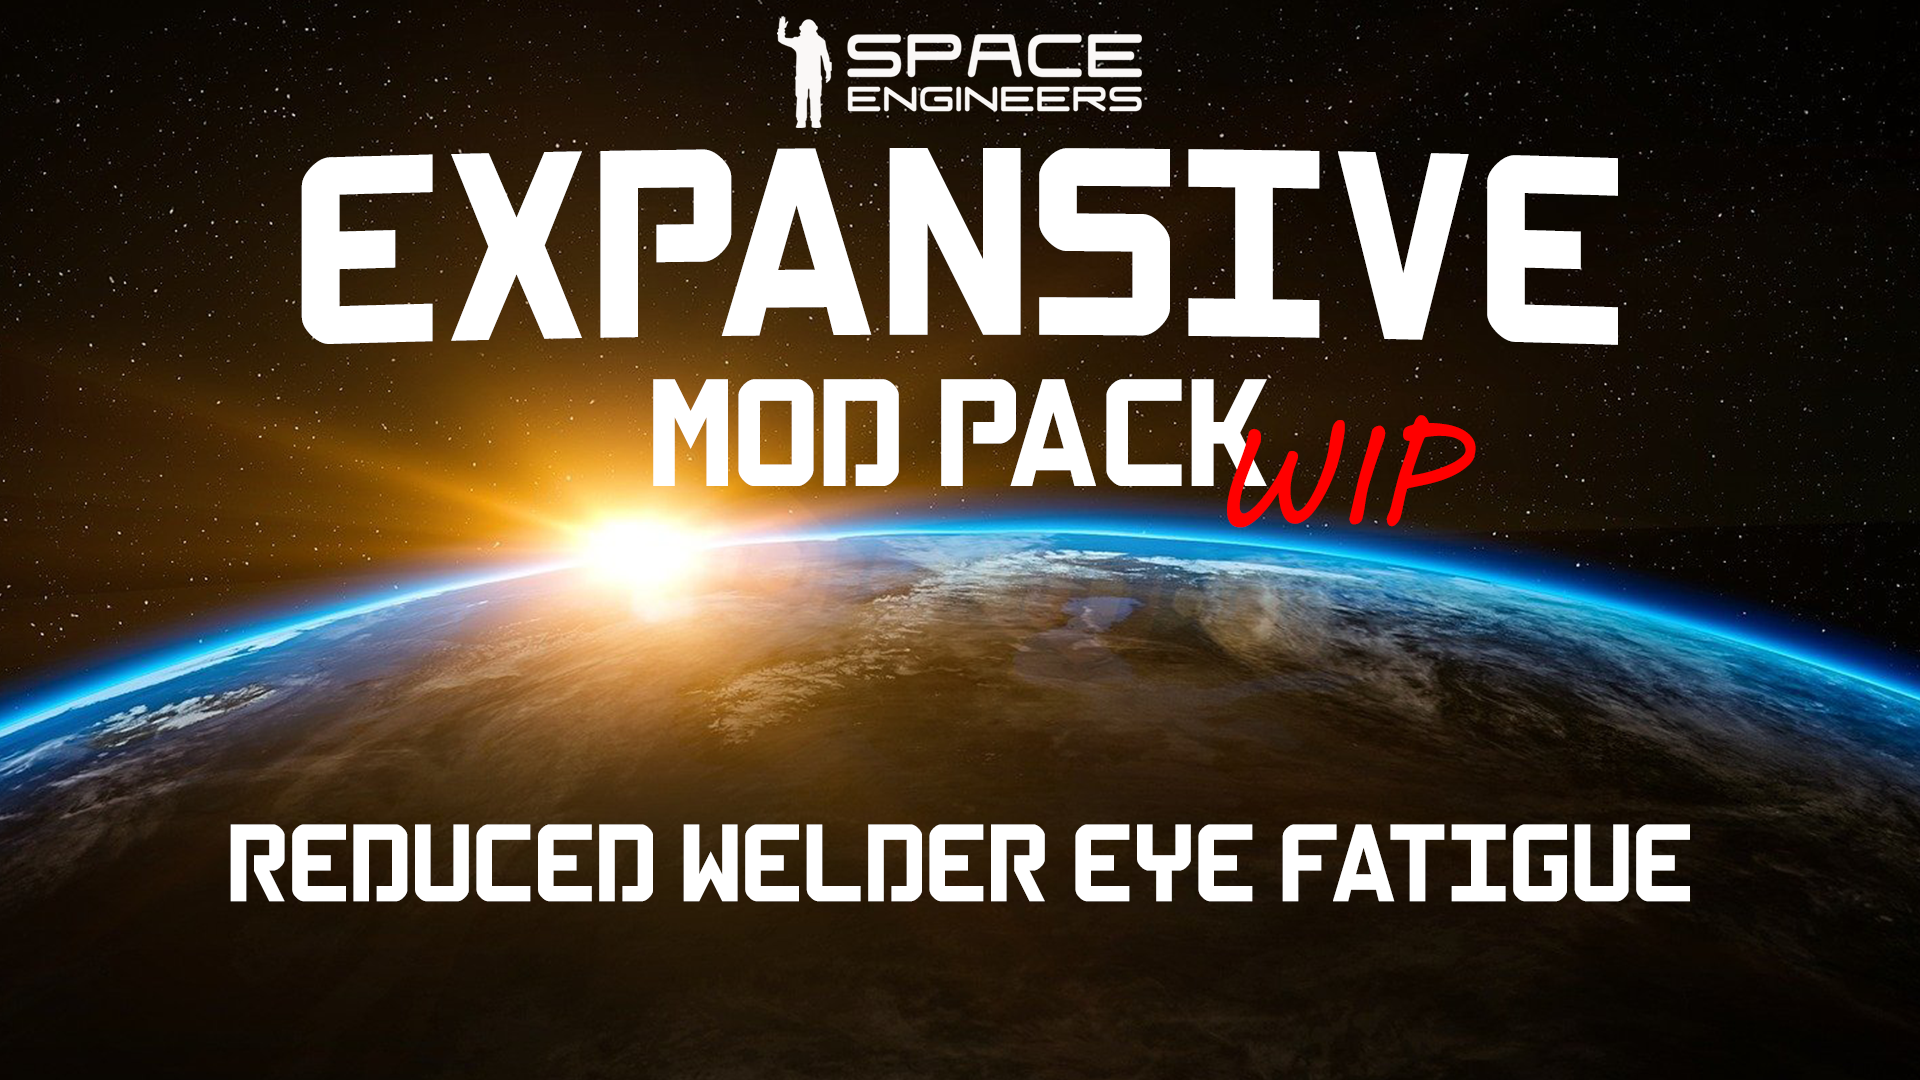 SPACE
ENGINEERS
EXPANSIVE
MOD PACK
WIP
REDUCED WELDER EYE FATIGUE